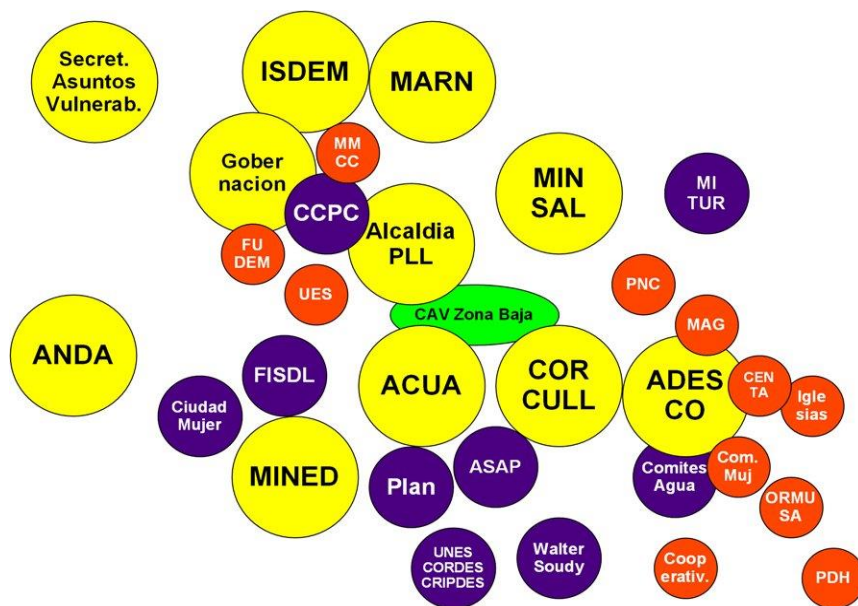 Secret.
Asuntos
Vulnerab.
ISDEM
MARN
Gober
nacion
MM
CC
CCPC
Alcaldia
PLL
MIN
SAL
MI
TUR
FU
DEM
UES
PNC
CAV Zona Baja
MAG
ANDA
FISDL
ACUA
COR
CULL
ADES
CO
CEN
TA
Igle
sias
Ciudad
Mujer
MINED
Plan
ASAP
Comites
Agua
Com.
Muj
ORMU
SA
UNES
CORDES
CRIPDES
Walter
Soudy
Coop
erativ.
PDH